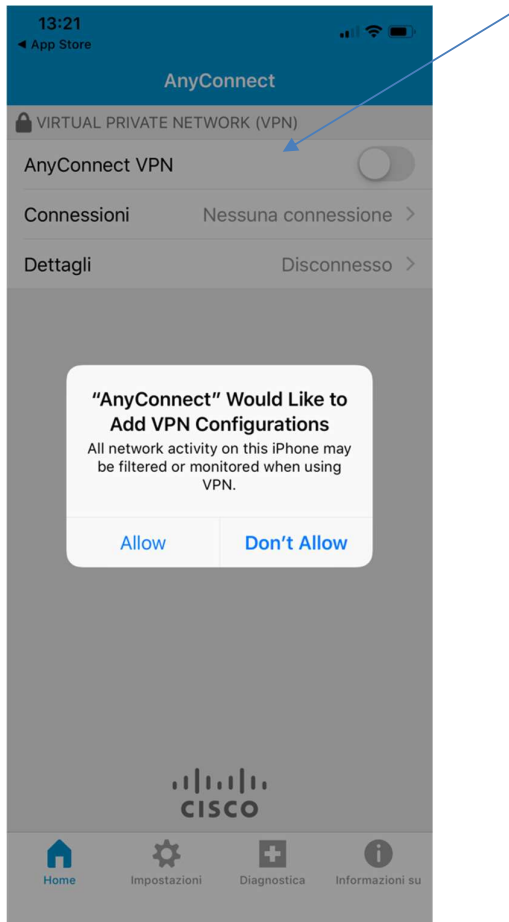 13:21
◀ App Store
AnyConnect
VIRTUAL PRIVATE NETWORK (VPN)
AnyConnect VPN
Connessioni Nessuna connessione >
Dettagli Disconnesso >
“AnyConnect” Would Like to
Add VPN Configurations
All network activity on this iPhone may
be filtered or monitored when using
VPN.
Allow Don’t Allow
CISCO
Home Impostazioni Diagnostica Informazioni su